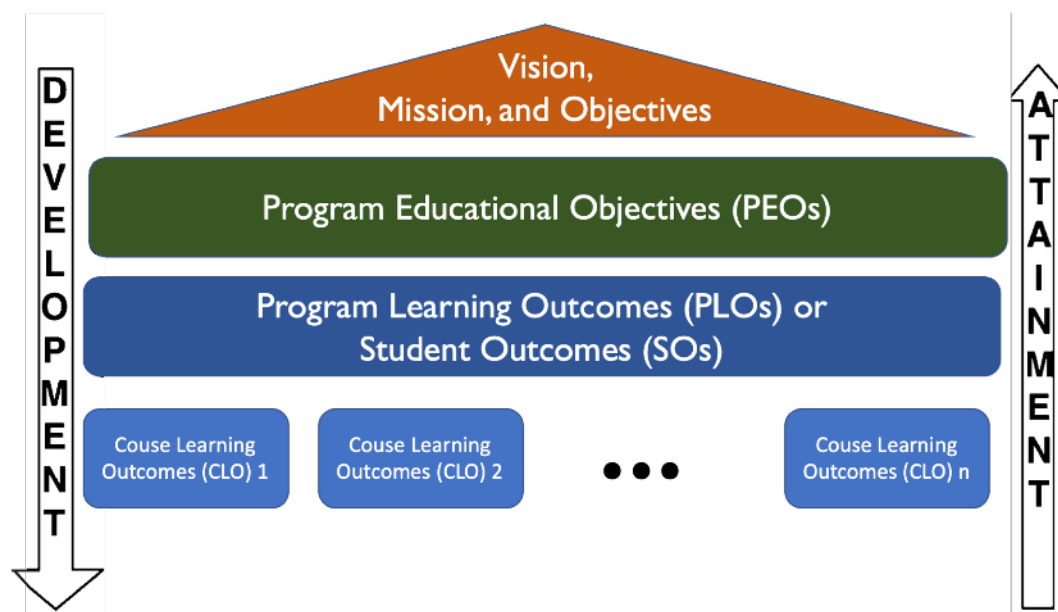 DEVELOPMENT
Vision,
Mission, and Objectives
Program Educational Objectives (PEOs)
Program Learning Outcomes (PLOs) or
Student Outcomes (SOs)
Couse Learning
Outcomes (CLO) 1
Couse Learning
Outcomes (CLO) 2
Couse Learning
Outcomes (CLO) n
ATTAINMENT